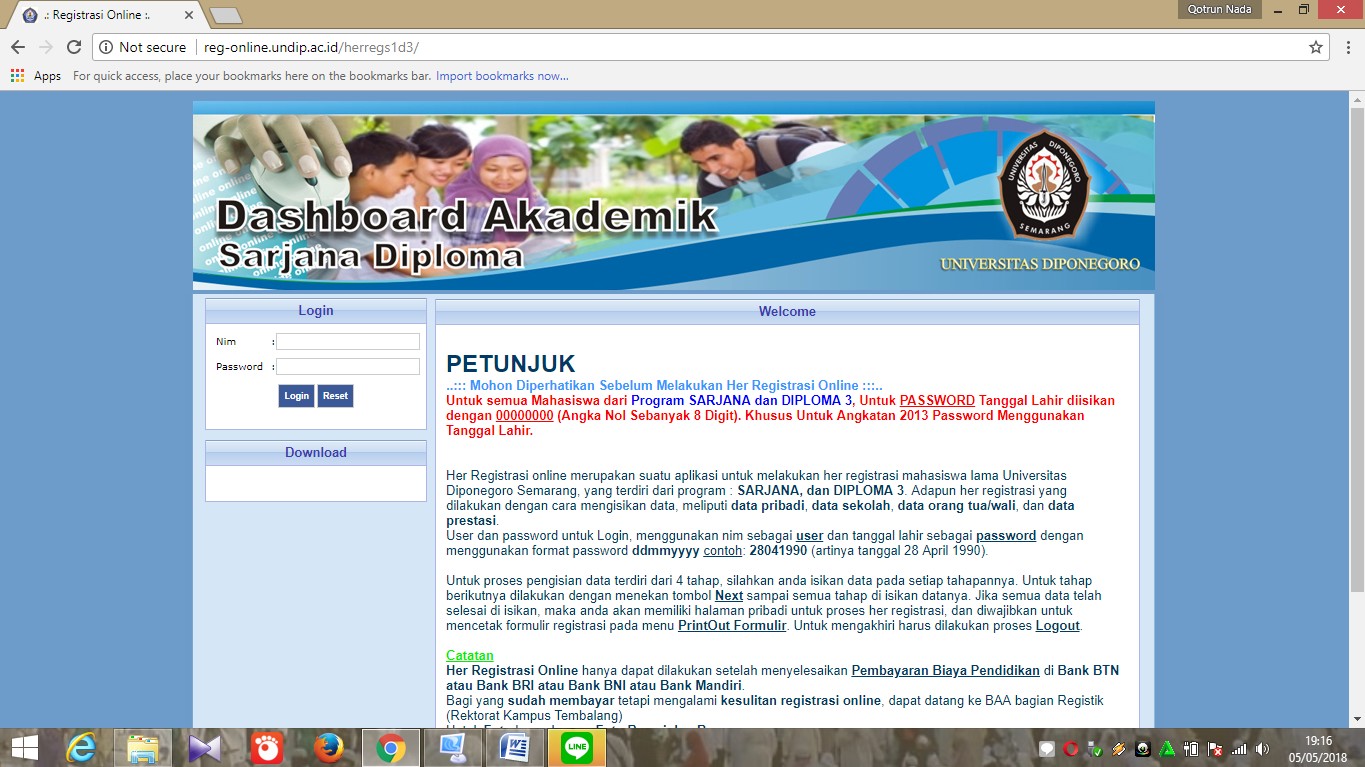 .: Registrasi Online :.
Qotrun Nada
Not secure
reg-online.undip.ac.id/herregs1d3/
Apps
For quick access, place your bookmarks here on the bookmarks bar. Import bookmarks now...
online online
Dashboard Akademik
Sarjana Diploma
UNIVERSITAS DIPONEGORO
SEMARANG
UNIVERSITAS DIPONEGORO
Login
Nim :
Password :
Login Reset
Download
Welcome
PETUNJUK
..::: Mohon Diperhatikan Sebelum Melakukan Her Registrasi Online :::..
Untuk semua Mahasiswa dari Program SARJANA dan DIPLOMA 3, Untuk PASSWORD Tanggal Lahir diisikan
dengan 00000000 (Angka Nol Sebanyak 8 Digit). Khusus Untuk Angkatan 2013 Password Menggunakan
Tanggal Lahir.
Her Registrasi online merupakan suatu aplikasi untuk melakukan her registrasi mahasiswa lama Universitas
Diponegoro Semarang, yang terdiri dari program : SARJANA, dan DIPLOMA 3. Adapun her registrasi yang
dilakukan dengan cara mengisikan data, meliputi data pribadi, data sekolah, data orang tua/wali, dan data
prestasi.
User dan password untuk Login, menggunakan nim sebagai user dan tanggal lahir sebagai password dengan
menggunakan format password ddmmyyyy contoh: 28041990 (artinya tanggal 28 April 1990).
Untuk proses pengisian data terdiri dari 4 tahap, silahkan anda isikan data pada setiap tahapannya. Untuk tahap
berikutnya dilakukan dengan menekan tombol Next sampai semua tahap di isikan datanya. Jika semua data telah
selesai di isikan, maka anda akan memiliki halaman pribadi untuk proses her registrasi, dan diwajibkan untuk
mencetak formulir registrasi pada menu PrintOut Formulir. Untuk mengakhiri harus dilakukan proses Logout.
Catatan
Her Registrasi Online hanya dapat dilakukan setelah menyelesaikan Pembayaran Biaya Pendidikan di Bank BTN
atau Bank BRI atau Bank BNI atau Bank Mandiri.
Bagi yang sudah membayar tetapi mengalami kesulitan registrasi online, dapat datang ke BAA bagian Registik
(Rektorat Kampus Tembalang)
LINE
19:16
05/05/2018